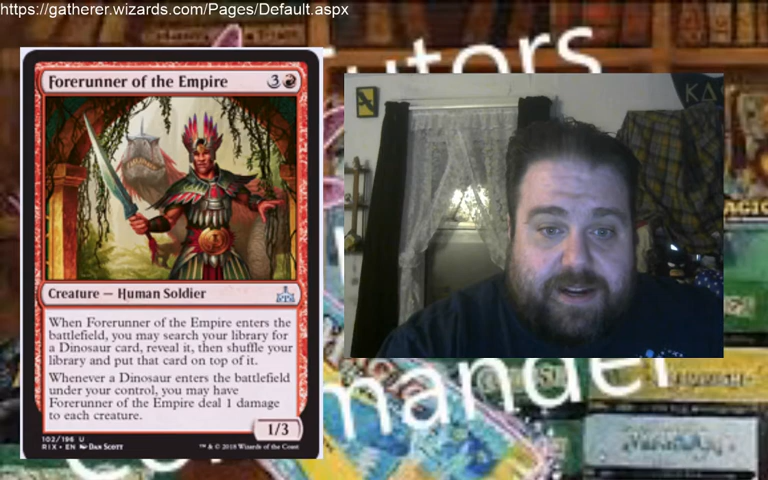 https://gatherer.wizards.com/Pages/Default.aspx
Tutors
Forerunner of the Empire 3
ΚΔ
Creature — Human Soldier
When Forerunner of the Empire enters the
battlefield, you may search your library for
a Dinosaur card, reveal it, then shuffle your
library and put that card on top of it.
Whenever a Dinosaur enters the battlefield
under your control, you may have
Forerunner of the Empire deal 1 damage
to each creature.
1/3
102/196 U
RIX • EN Dan Scott ™ & © 2018 Wizards of the Coast